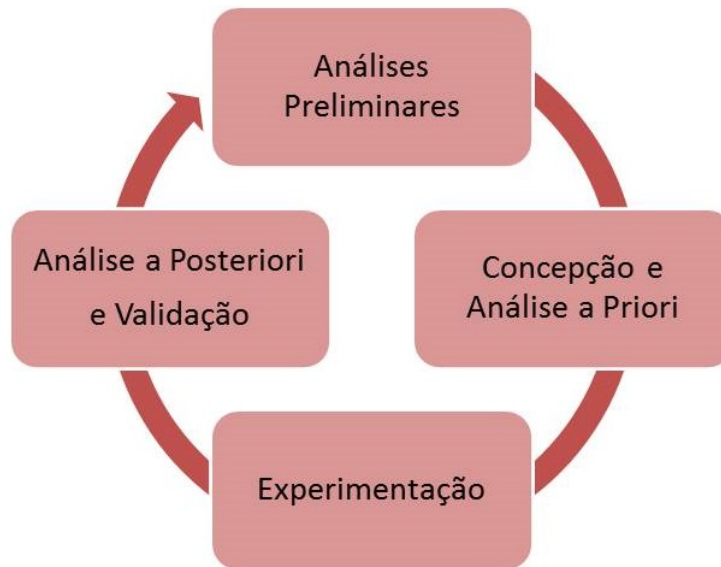 Análises
Preliminares
Concepção e
Análise a Priori
Experimentação
Análise a Posteriori
e Validação